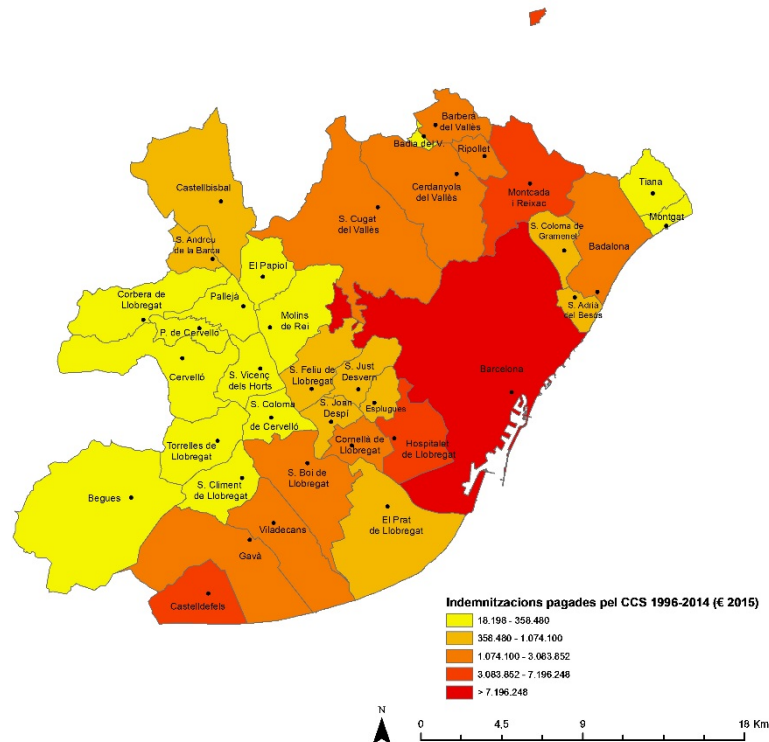 Barberà
del Vallès
Badia del V.
Ripollet
Castellbisbal
Cerdanyola
del Vallès
Montcada
i Reixac
Tiana
Montgat
S. Cugat
del Vallès
S. Coloma de
Gramenet
Badalona
S. Andreu
de la Barca
El Papiol
S. Adrià
del Besòs
Corbera de
Llobregat
Pallejà
Molins
de Rei
P. de Cervelló
Cervelló
S. Vicenç
dels Horts
S. Feliu de
Llobregat
S. Just
Desvern
Barcelona
S. Joan
Despí
Esplugues
S. Coloma
de Cervelló
Cornellà de
Llobregat
Hospitalet
de Llobregat
Torrelles de
Llobregat
S. Boi de
Llobregat
S. Climent
de Llobregat
Begues
El Prat
de Llobregat
Viladecans
Gavà
Castelldefels
Indemnitzacions pagades pel CCS 1996-2014 (€ 2015)
18.198 - 358.480
358.480 - 1.074.100
1.074.100 - 3.083.852
3.083.852 - 7.196.248
> 7.196.248
N
0 4,5 9 18 Km